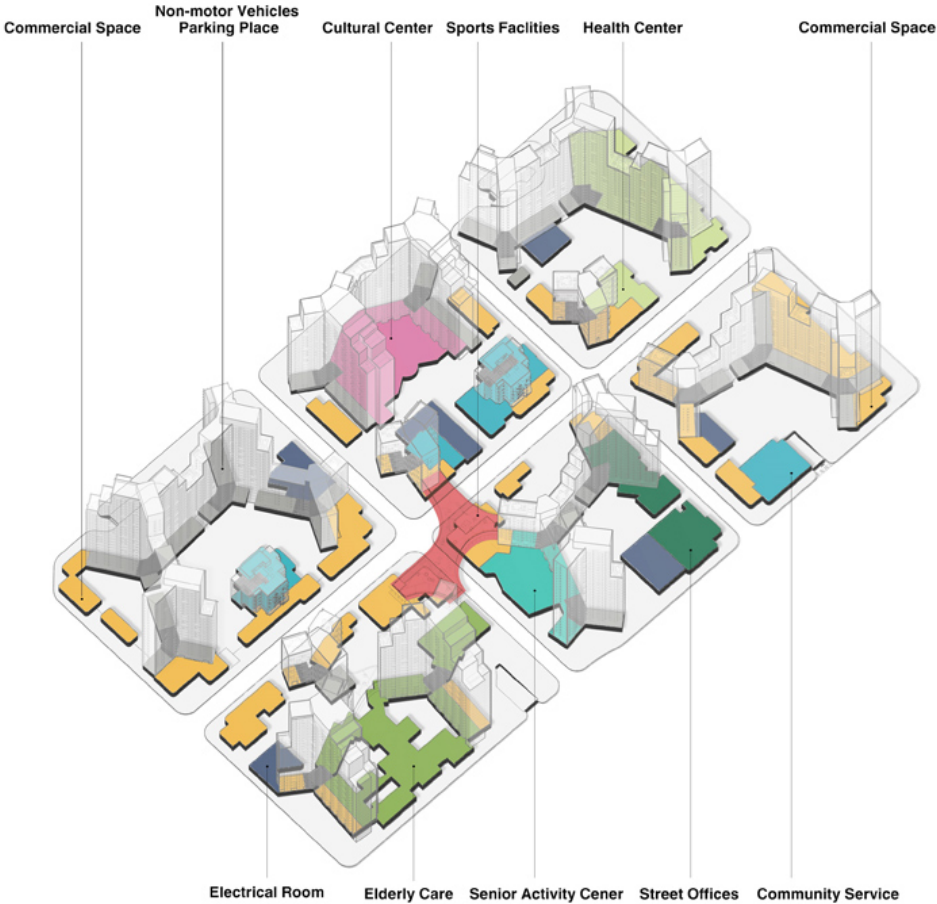 Commercial Space
Non-motor Vehicles
Parking Place
Cultural Center
Sports Faclities
Health Center
Commercial Space
Electrical Room
Elderly Care
Senior Activity Cener
Street Offices
Community Service